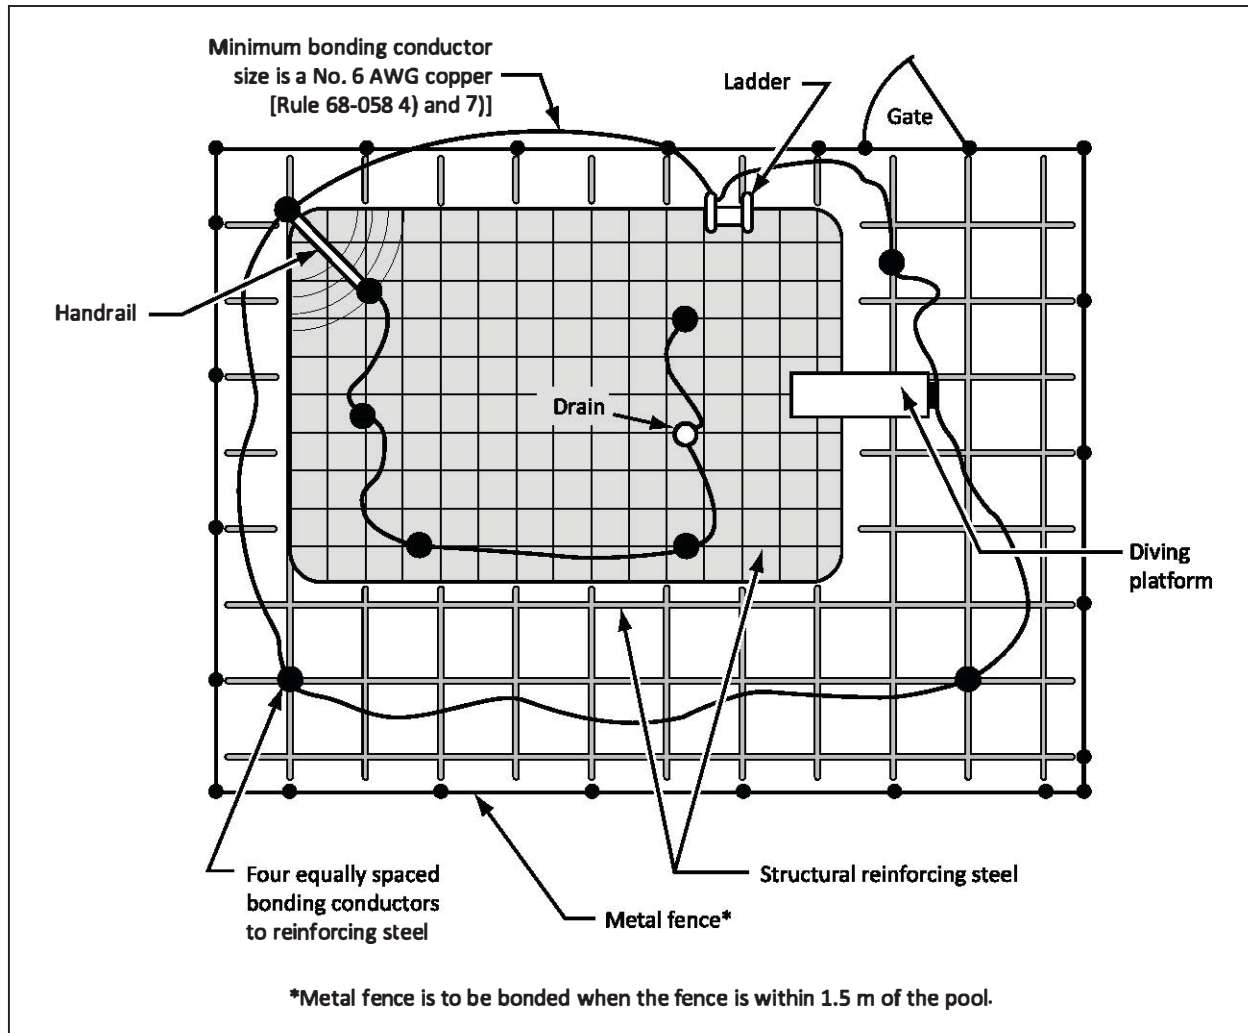 Minimum bonding conductor
size is a No. 6 AWG copper
[Rule 68-058 4) and 7)]
Ladder
Gate
Handrail
Drain
Diving
platform
Four equally spaced
bonding conductors
to reinforcing steel
Structural reinforcing steel
Metal fence*
*Metal fence is to be bonded when the fence is within 1.5 m of the pool.